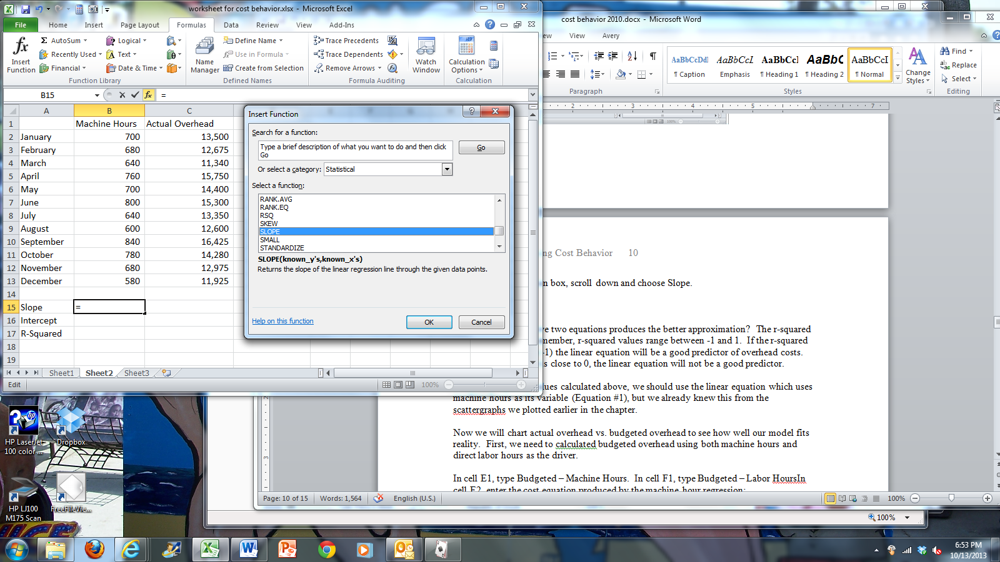 worksheet for cost behavior.xlsx - Microsoft Excel
File Home Insert Page Layout Formulas Data Review View Add-Ins
Insert Function
AutoSum
Recently Used
Financial
Logical
Text
Date & Time
Function Library
Name Manager
Define Name
Use in Formula
Create from Selection
Defined Names
Trace Precedents
Trace Dependents
Remove Arrows
Formula Auditing
Watch Window
Calculation Options
Calculation
B15 fx =
A B C
1 Machine Hours Actual Overhead
2 January 700 13,500
3 February 680 12,675
4 March 640 11,340
5 April 760 15,750
6 May 700 14,400
7 June 800 15,300
8 July 640 13,350
9 August 600 12,600
10 September 840 16,425
11 October 780 14,280
12 November 680 12,975
13 December 580 11,925
14
15 Slope =
16 Intercept
17 R-Squared
18
19
Sheet1 Sheet2 Sheet3
Edit 100%
Insert Function
Search for a function:
Type a brief description of what you want to do and then click
Go
Go
Or select a category: Statistical
Select a function:
RANK.AVG
RANK.EQ
RSQ
SKEW
SLOPE
SMALL
STANDARDIZE
SLOPE(known_y's,known_x's)
Returns the slope of the linear regression line through the given data points.
Help on this function OK Cancel
cost behavior 2010.docx - Microsoft Word
ew View Avery
AaBbCcDd AaBbCcI AaBbCcI AaBbC AaBbCcI
¶ Caption Emphasis ¶ Heading 1 ¶ Heading 2 ¶ Normal
Change Styles
Find
Replace
Select
Paragraph Styles Editing
2 3 4 5 7
ng Cost Behavior 10
n box, scroll down and choose Slope.
e two equations produces the better approximation? The r-squared
member, r-squared values range between -1 and 1. If the r-squared
-1) the linear equation will be a good predictor of overhead costs.
s close to 0, the linear equation will not be a good predictor.
ues calculated above, we should use the linear equation which uses
machine hours as its variable (Equation #1), but we already knew this from the
scattergraphs we plotted earlier in the chapter.
Now we will chart actual overhead vs. budgeted overhead to see how well our model fits
reality. First, we need to calculated budgeted overhead using both machine hours and
direct labor hours as the driver.
In cell E1, type Budgeted – Machine Hours. In cell F1, type Budgeted – Labor HoursIn
cell E2, enter the cost equation produced by the machine hour regression:
Page: 10 of 15 Words: 1,564 English (U.S.) 100%
100%
HP LaserJet 100 color ...
Dropbox
HP LJ100 M175 Scan
FreeFileVie...
6:53 PM
10/13/2013